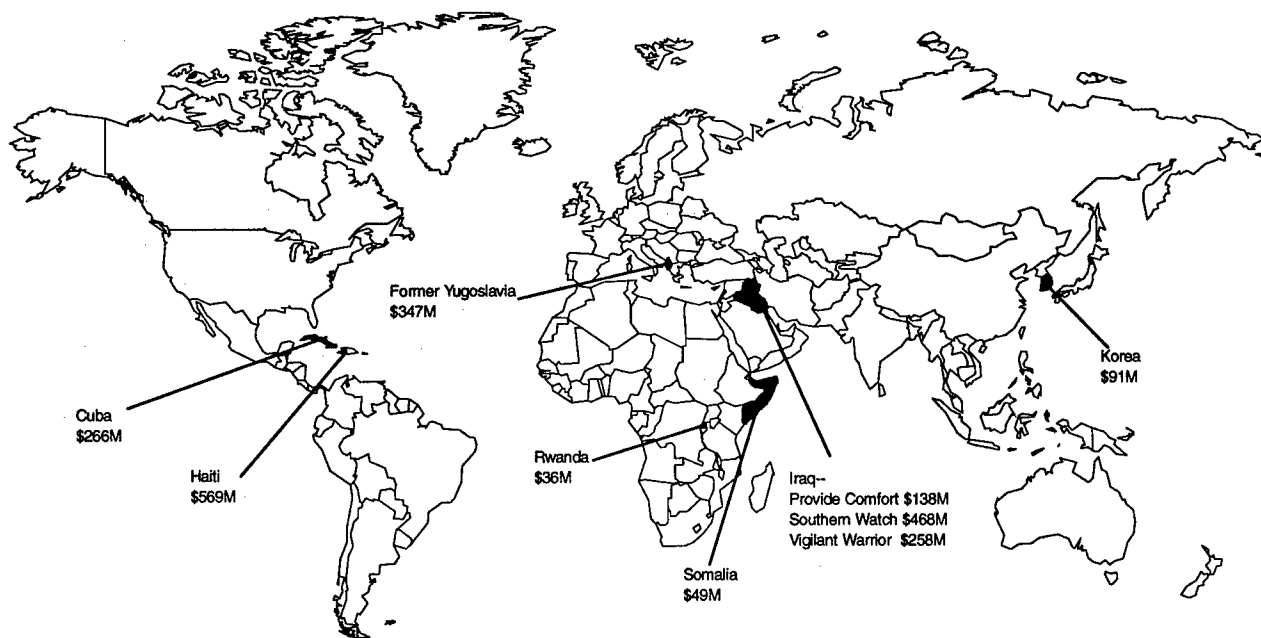 Former Yugoslavia
$347M
Korea
$91M
Cuba
$266M
Haiti
$569M
Rwanda
$36M
Iraq--
Provide Comfort $138M
Southern Watch $468M
Vigilant Warrior $258M
Somalia
$49M